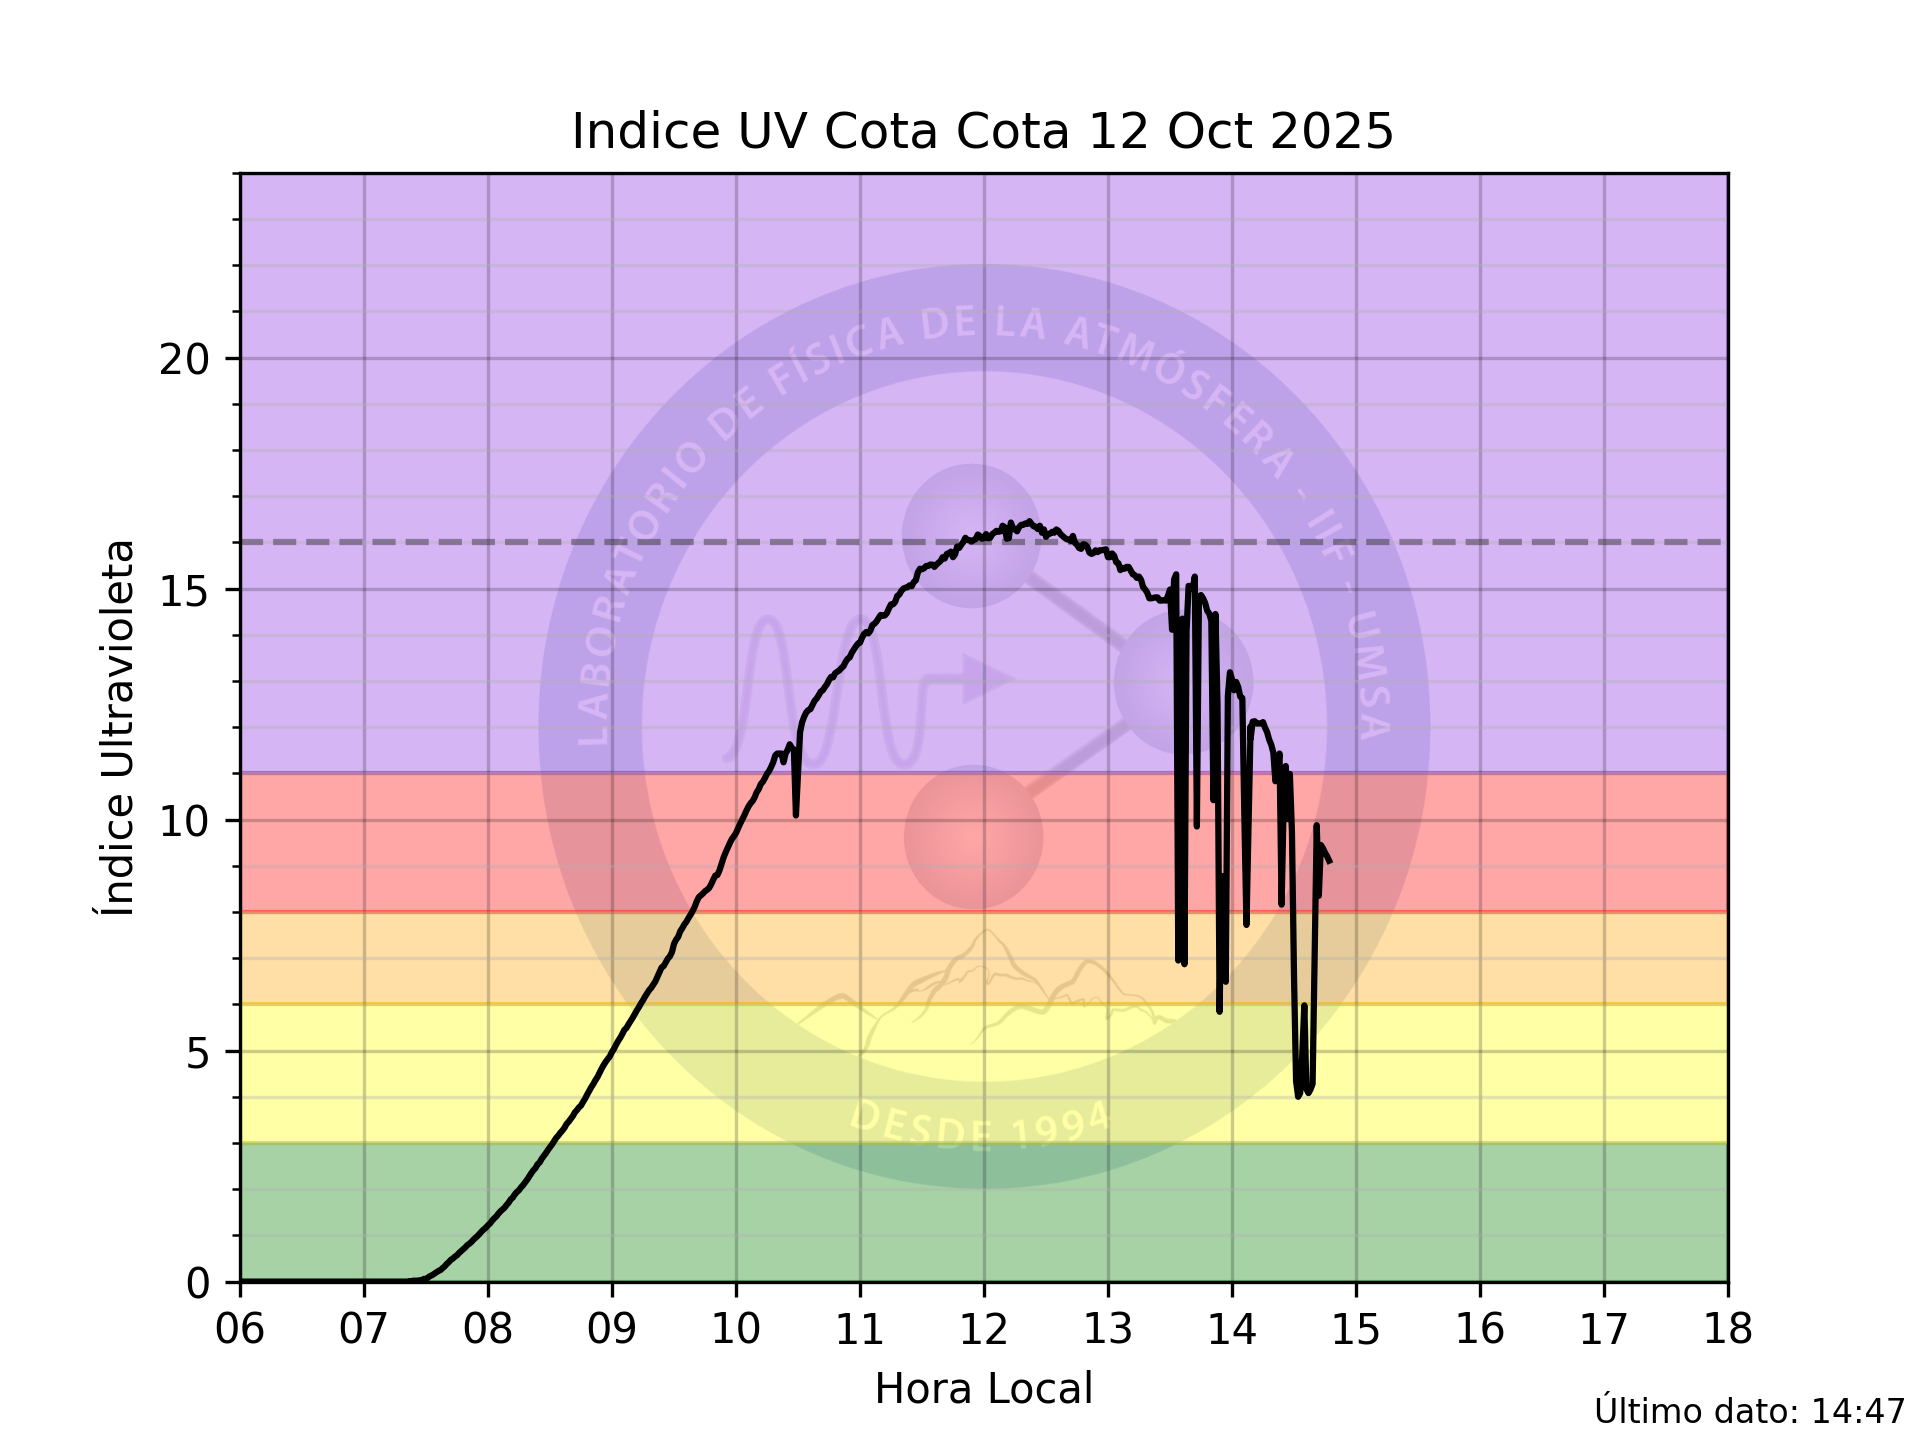 Indice UV Cota Cota 12 Oct 2025
Índice Ultravioleta
20
15
10
5
0
LABORATORIO DE FÍSICA DE LA ATMÓSFERA - IIF - UMSA
DESDE 1994
06 07 08 09 10 11 12 13 14 15 16 17 18
Hora Local
Último dato: 14:47